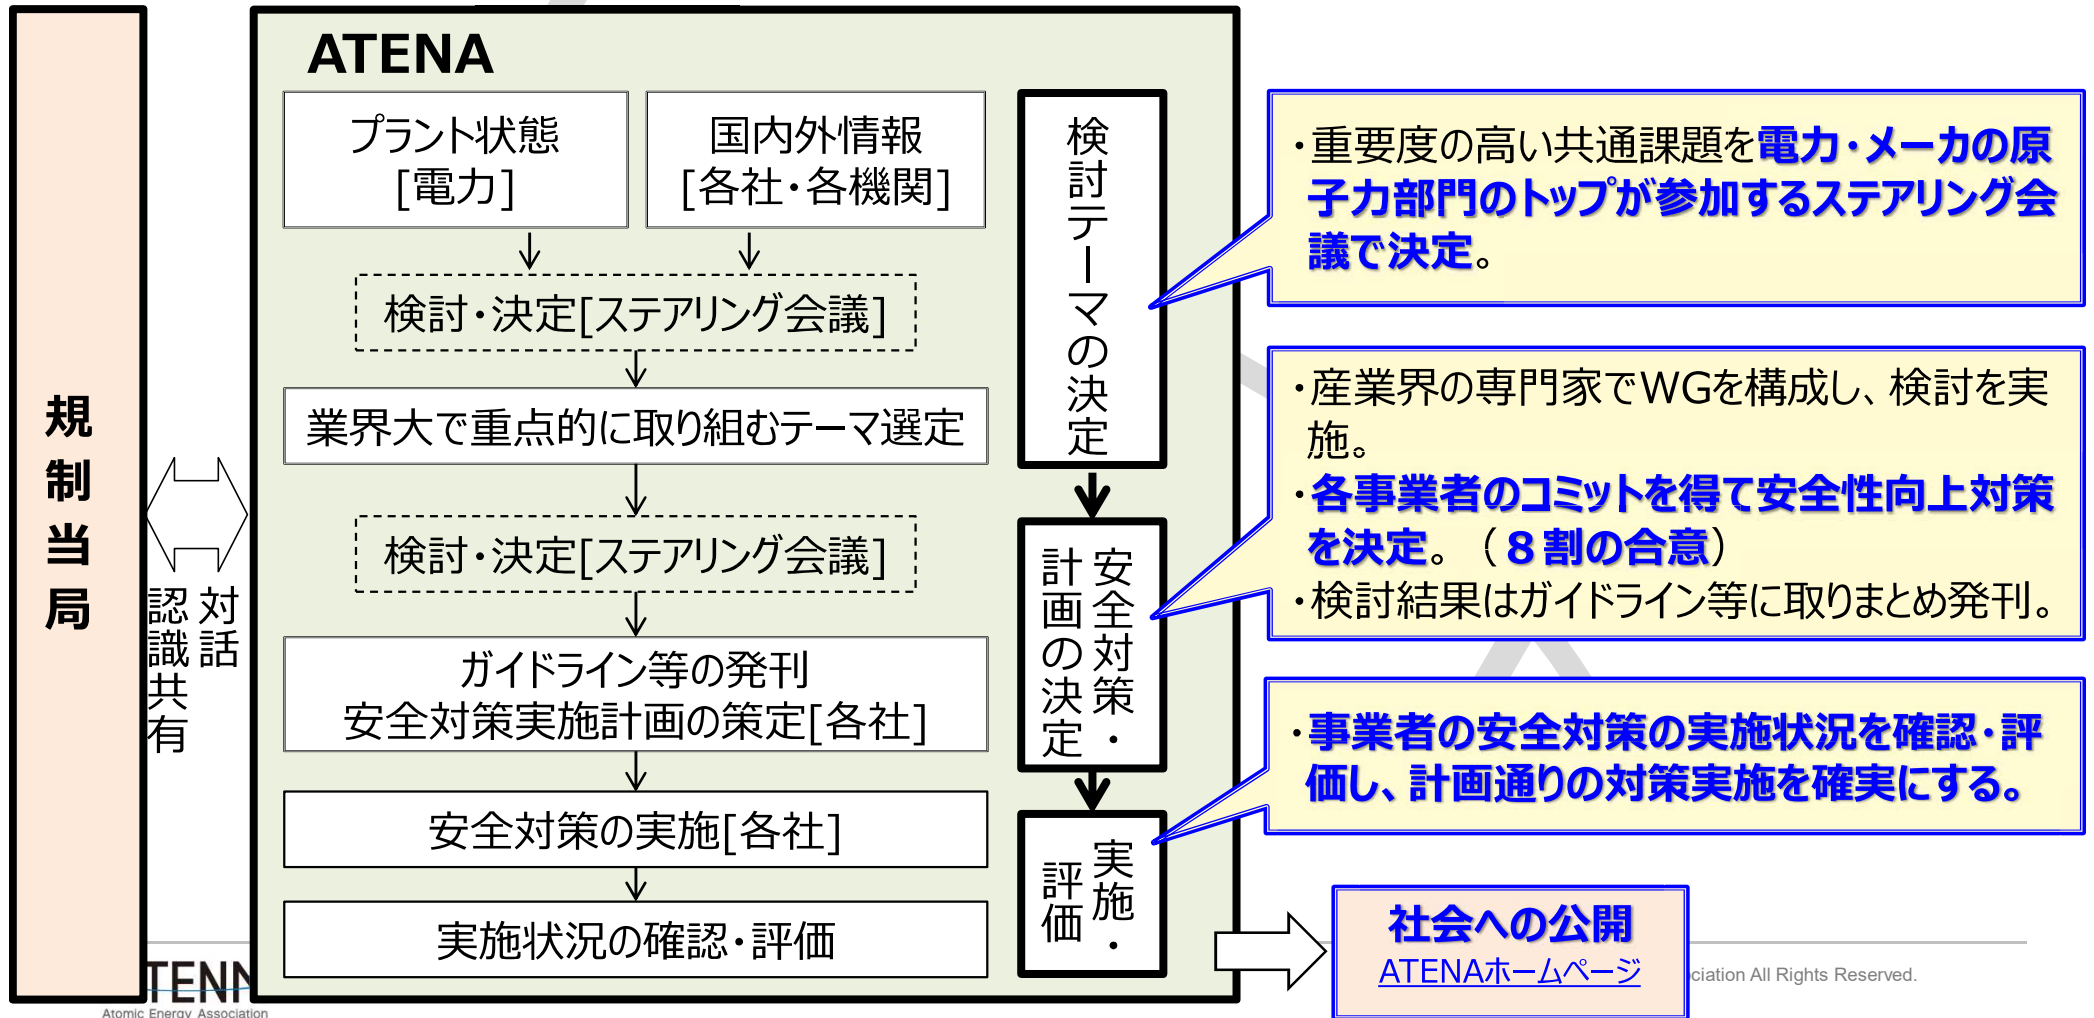 規制当局
対話
認識共有
ATENA
プラント状態
[電力]
国内外情報
[各社・各機関]
検討・決定[ステアリング会議]
業界大で重点的に取り組むテーマ選定
検討・決定[ステアリング会議]
ガイドライン等の発刊
安全対策実施計画の策定[各社]
安全対策の実施[各社]
実施状況の確認・評価
検討テーマの決定
安全対策・
計画の決定
実施・
評価
・重要度の高い共通課題を電力・メーカの原
子力部門のトップが参加するステアリング会
議で決定。
・産業界の専門家でWGを構成し、検討を実
施。
・各事業者のコミットを得て安全性向上対策
を決定。（８割の合意）
・検討結果はガイドライン等に取りまとめ発刊。
・事業者の安全対策の実施状況を確認・評
価し、計画通りの対策実施を確実にする。
社会への公開
ATENAホームページ
TENN
Atomic Energy Association
ciation All Rights Reserved.